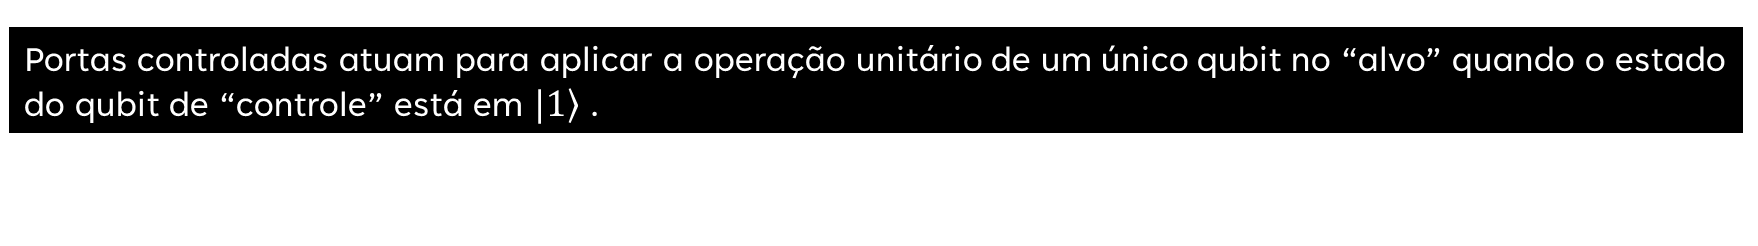 Portas controladas atuam para aplicar a operação unitário de um único qubit no “alvo” quando o estado
do qubit de “controle” está em |1⟩ .